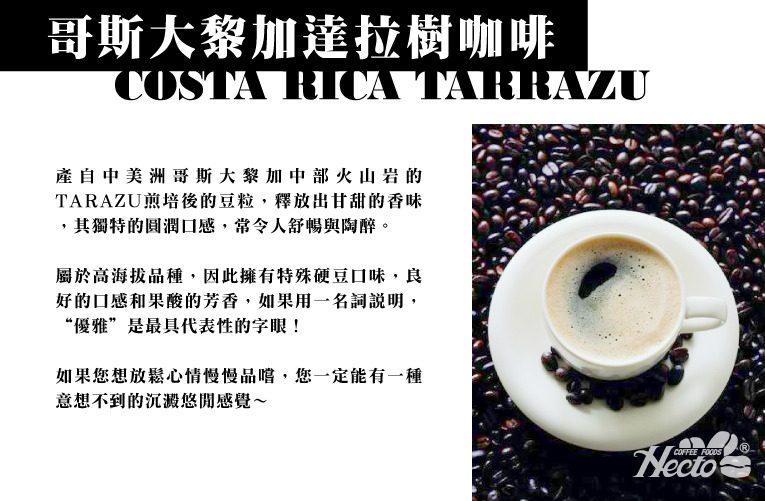 哥斯大黎加達拉樹咖啡
COSTA RICA TARRAZU
產自中美洲哥斯大黎加中部火山岩的
TARAZU煎培後的豆粒，釋放出甘甜的香味
，其獨特的圓潤口感，常令人舒暢與陶醉。
屬於高海拔品種，因此擁有特殊硬豆口味，良
好的口感和果酸的芳香，如果用一名詞説明，
“優雅”是最具代表性的字眼！
如果您想放鬆心情慢慢品嚐，您一定能有一種
意想不到的沉澱悠閒感覺～
COFFEE FOODS
Hecto®